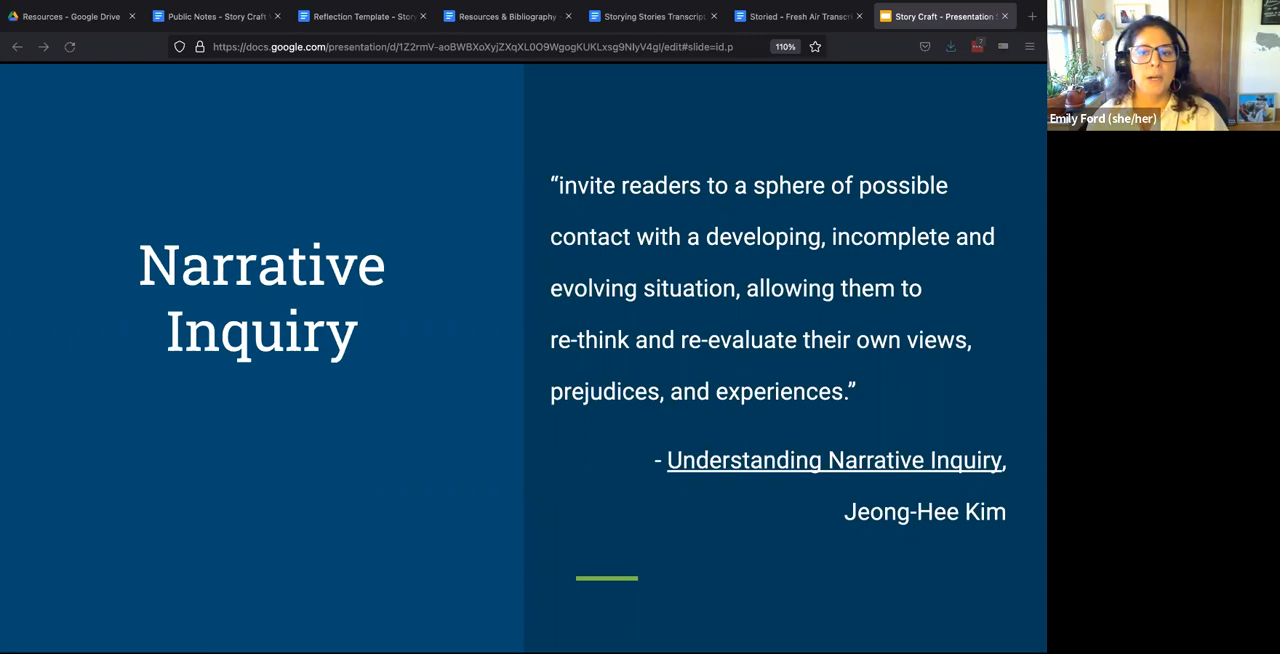 Resources - Google Drive
Public Notes - Story Craft
Reflection Template - Story
Resources & Bibliography -
Storying Stories Transcript
Storied - Fresh Air Transcri
Story Craft - Presentation S
https://docs.google.com/presentation/d/1Z2rmV-aoBWBXoXyjZXqXL0O9WgogKUKLxsg9NIyV4gI/edit#slide=id.p
110%
Emily Ford (she/her)
Narrative
Inquiry
“invite readers to a sphere of possible
contact with a developing, incomplete and
evolving situation, allowing them to
re-think and re-evaluate their own views,
prejudices, and experiences.”
- Understanding Narrative Inquiry,
Jeong-Hee Kim